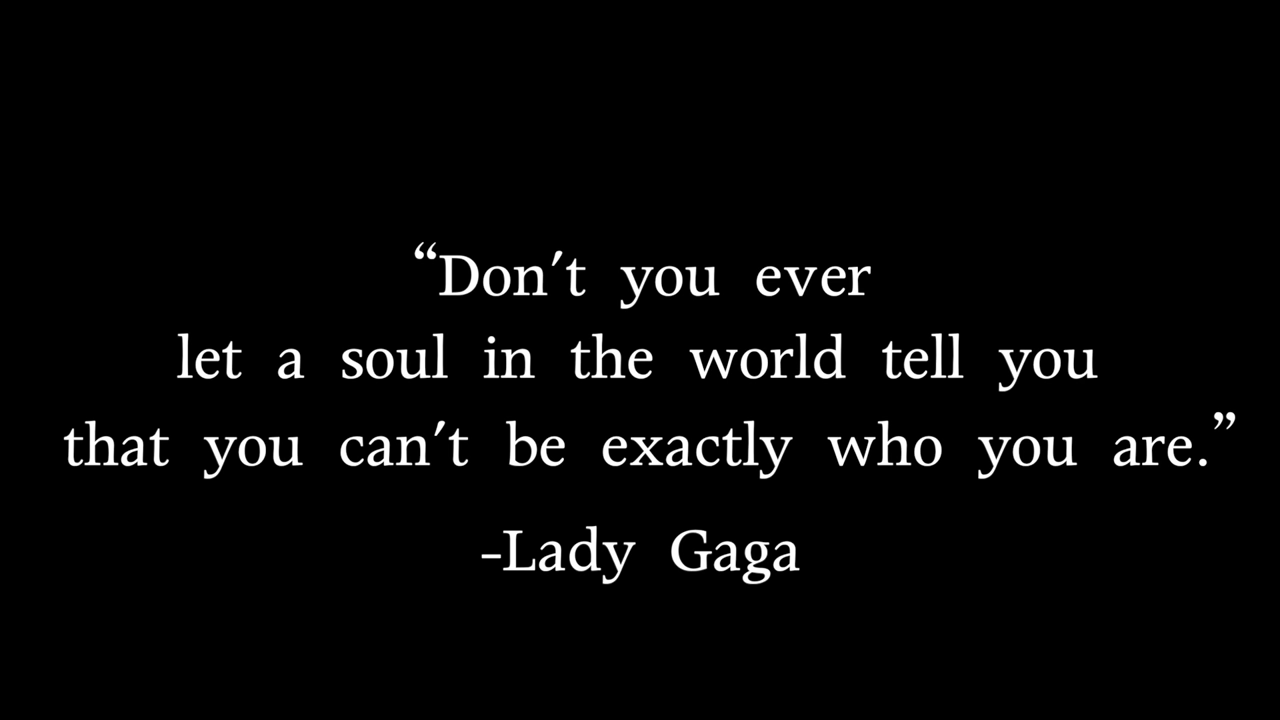 “Don't you ever
let a soul in the world tell you
that you can't be exactly who you are.”
-Lady Gaga